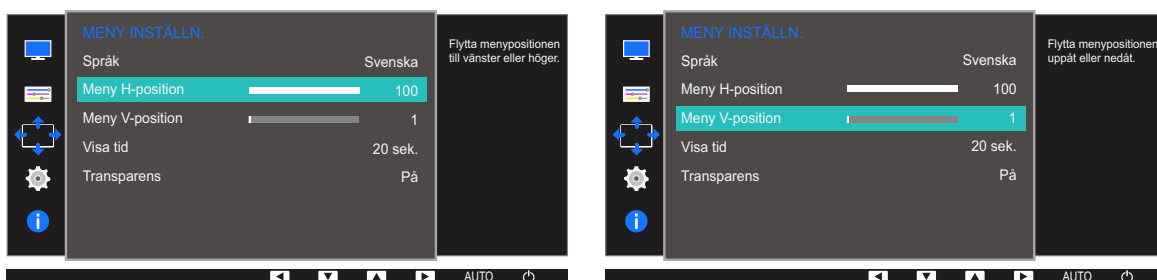 MENY INSTÄLLN.
Språk Svenska
Meny H-position 100
Meny V-position 1
Visa tid 20 sek.
Transparens På
Flytta menypositionen
till vänster eller höger.
AUTO
MENY INSTÄLLN.
Språk Svenska
Meny H-position 100
Meny V-position 1
Visa tid 20 sek.
Transparens På
Flytta menypositionen
uppåt eller nedåt.
AUTO